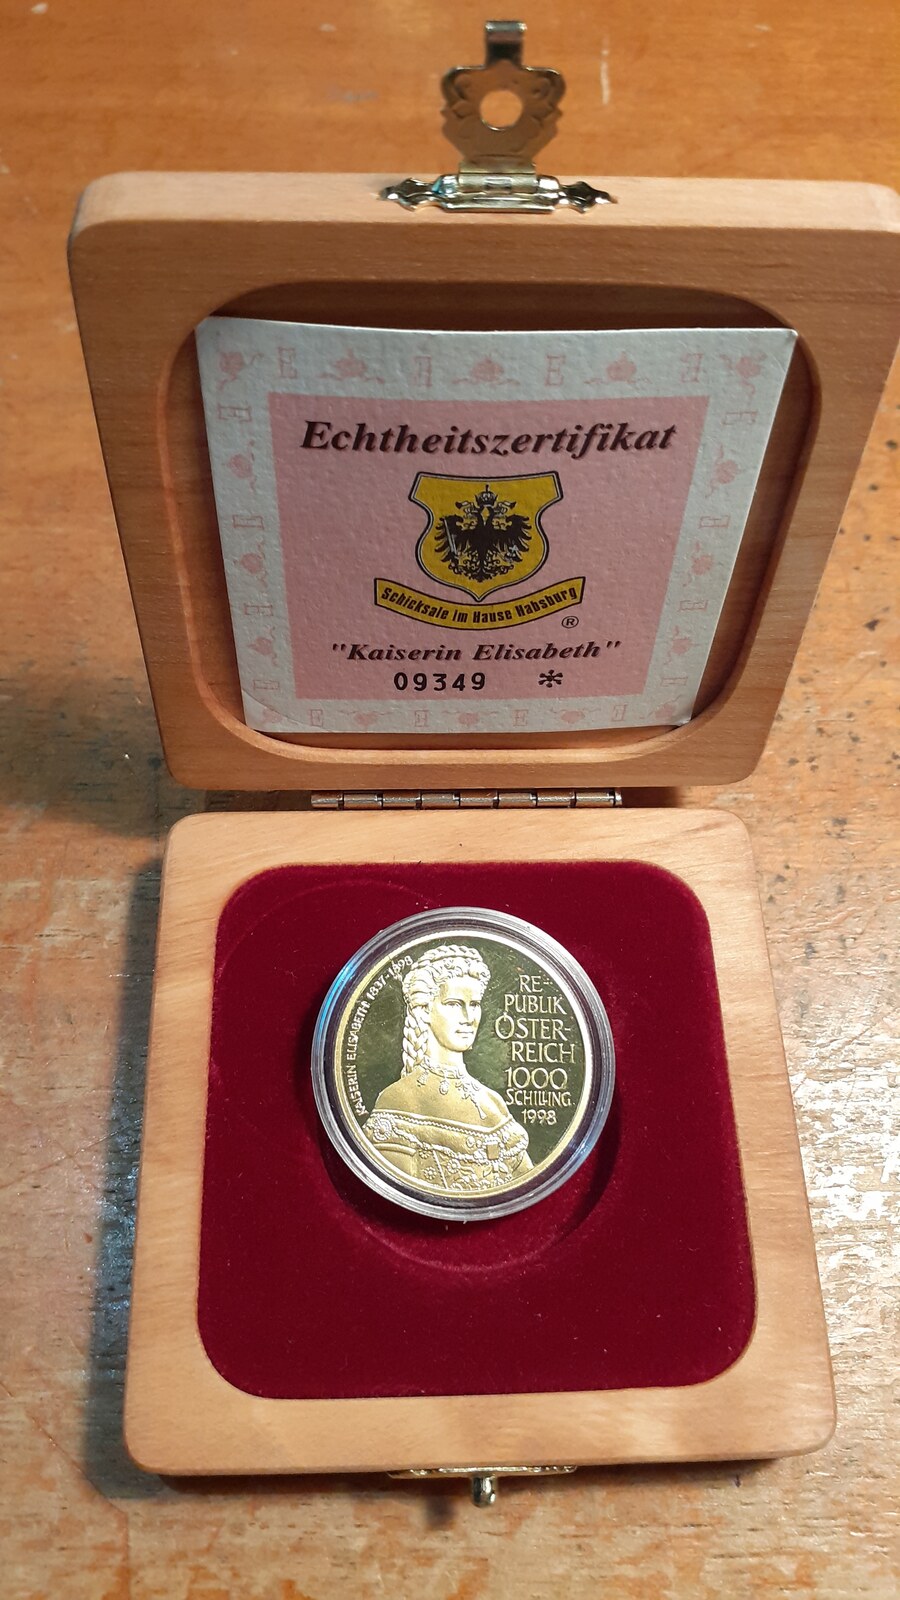 Echtheitszertifikat
Schicksale im Hause Habsburg
®
"Kaiserin Elisabeth"
09349 *
KAISERIN ELISABETH 1837-1898
RE-
PUBLIK
ÖSTER-
REICH
1000
SCHILLING
1998